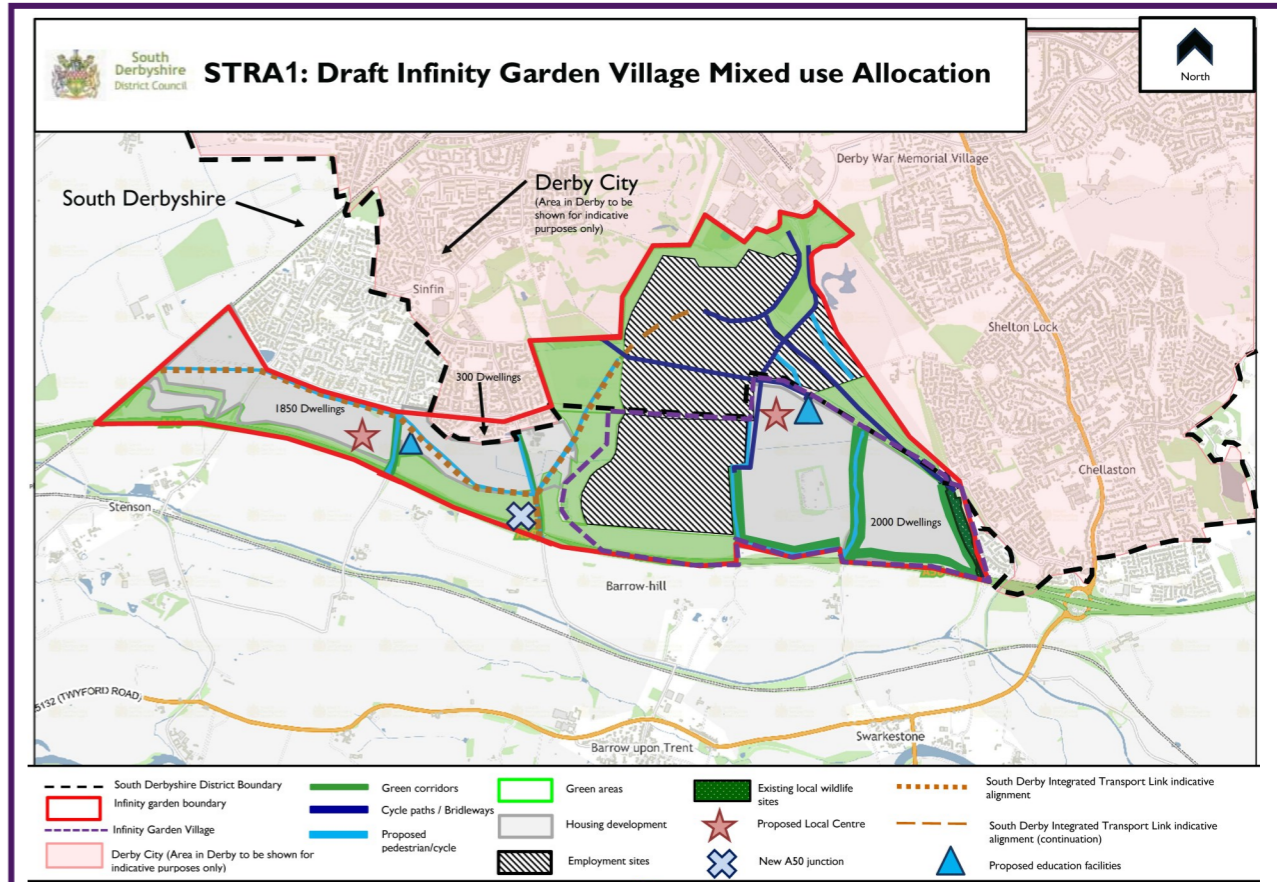 South
Derbyshire
District Council
STRA1: Draft Infinity Garden Village Mixed use Allocation
North
Derby War Memorial Village
South Derbyshire
Derby City
(Area in Derby to be
shown for indicative
purposes only)
Sinfin
Shelton Lock
300 Dwellings
1850 Dwellings
Chellaston
Stenson
2000 Dwellings
Barrow-hill
5132 (TWYFORD ROAD)
Barrow upon Trent
Swarkestone
South Derbyshire District Boundary
Infinity garden boundary
Infinity Garden Village
Derby City (Area in Derby to be shown for
indicative purposes only)
Green corridors
Cycle paths / Bridleways
Proposed
pedestrian/cycle
Green areas
Housing development
Employment sites
Existing local wildlife
sites
Proposed Local Centre
New A50 junction
South Derby Integrated Transport Link indicative
alignment
South Derby Integrated Transport Link indicative
alignment (continuation)
Proposed education facilities